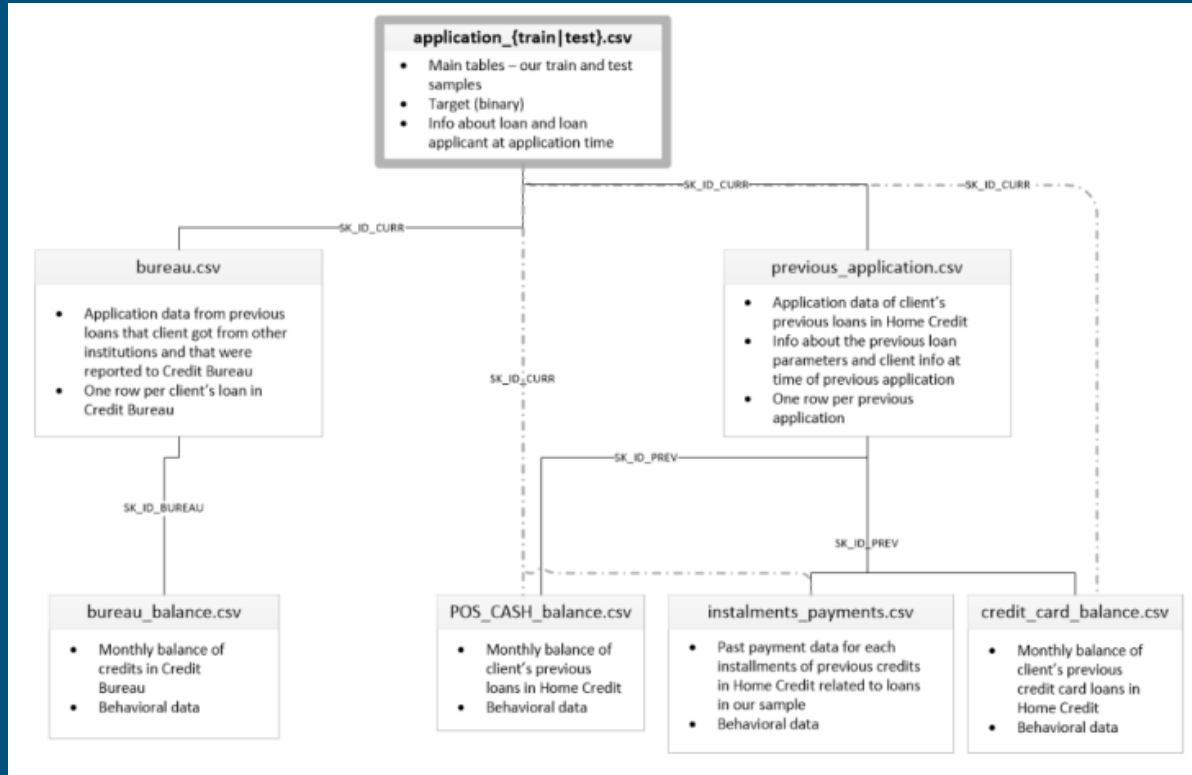 application_{train|test}.csv
• Main tables – our train and test
samples
• Target (binary)
• Info about loan and loan
applicant at application time
SK_ID_CURR
SK_ID_CURR
SK_ID_CURR
bureau.csv
• Application data from previous
loans that client got from other
institutions and that were
reported to Credit Bureau
• One row per client's loan in
Credit Bureau
previous_application.csv
• Application data of client's
previous loans in Home Credit
• Info about the previous loan
parameters and client info at
time of previous application
• One row per previous
application
SK_ID_CURR
SK_ID_PREV
SK_ID_BUREAU
SK_ID_PREV
bureau_balance.csv
• Monthly balance of
credits in Credit
Bureau
• Behavioral data
POS_CASH_balance.csv
• Monthly balance of
client's previous
loans in Home Credit
• Behavioral data
instalments_payments.csv
• Past payment data for each
installments of previous credits
in Home Credit related to loans
in our sample
• Behavioral data
credit_card_balance.csv
• Monthly balance of
client's previous
credit card loans in
Home Credit
• Behavioral data